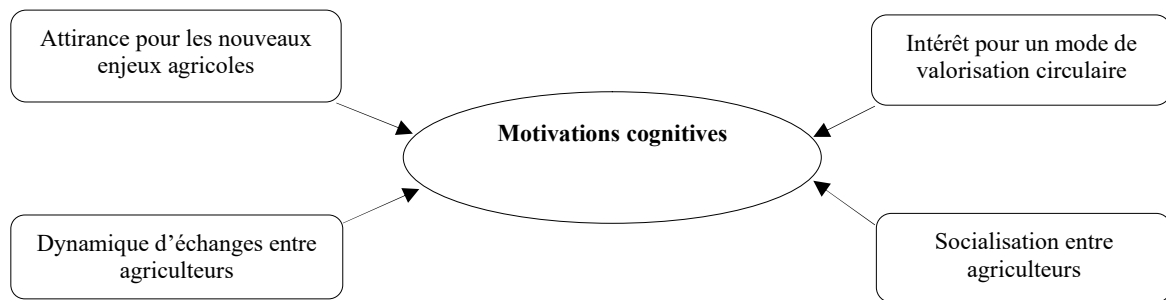 Attirance pour les nouveaux
enjeux agricoles
Intérêt pour un mode de
valorisation circulaire
Motivations cognitives
Dynamique d’échanges entre
agriculteurs
Socialisation entre
agriculteurs